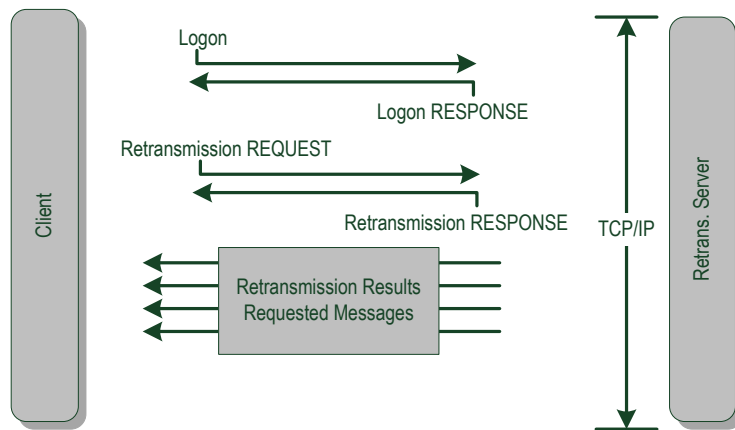 Logon
Logon RESPONSE
Retransmission REQUEST
Retransmission RESPONSE
Client
TCP/IP
Retrans. Server
Retransmission Results
Requested Messages